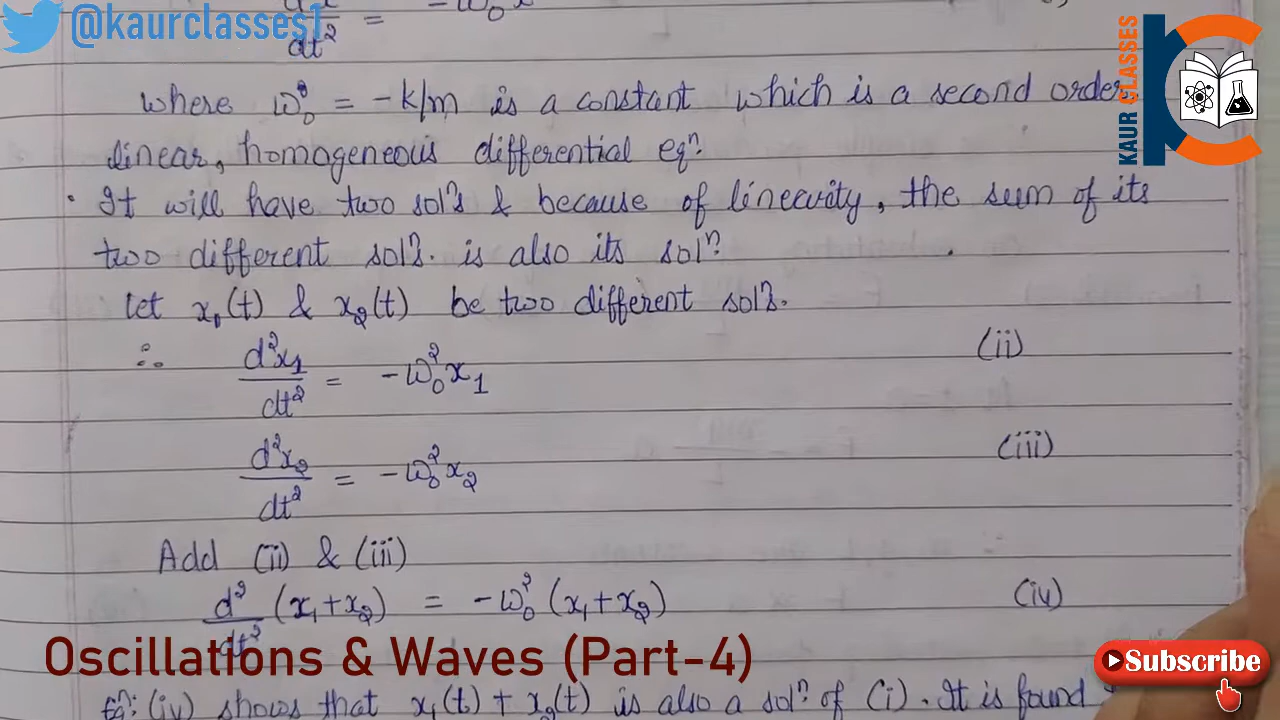 @kaurclasses1
dt² =
where ω₀² = -k/m is a constant which is a second order
linear, homogeneous differential eqⁿ.
· It will have two solⁿs & because of linearity, the sum of its
two different solⁿs. is also its solⁿ.
Let x₁(t) & x₂(t) be two different solⁿs.
∴ d²x₁/dt² = -ω₀²x₁ (ii)
d²x₂/dt² = -ω₀²x₂ (iii)
Add (ii) & (iii)
d²/dt² (x₁+x₂) = -ω₀² (x₁+x₂) (iv)
Oscillations & Waves (Part-4)
Eqⁿ: (iv) shows that x₁(t) + x₂(t) is also a solⁿ of (i). It is found
KAUR CLASSES
Subscribe